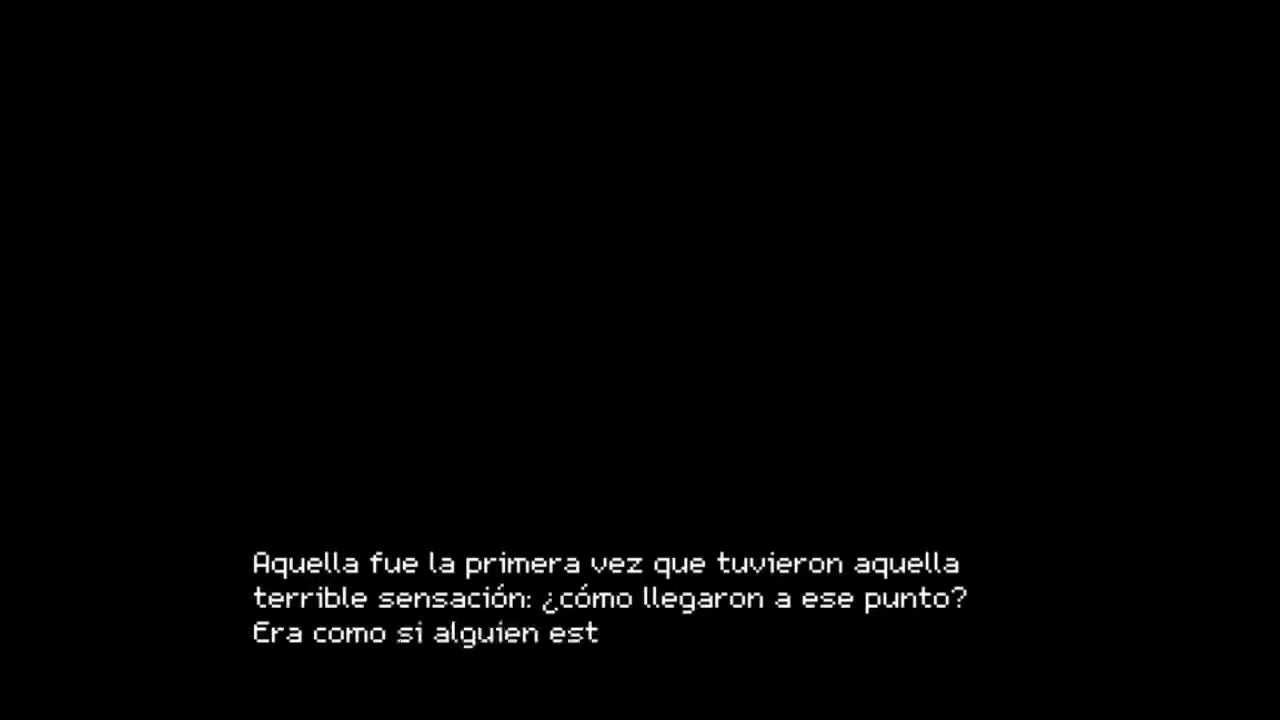 Aquella fue la primera vez que tuvieron aquella
terrible sensación: ¿cómo llegaron a ese punto?
Era como si alguien est